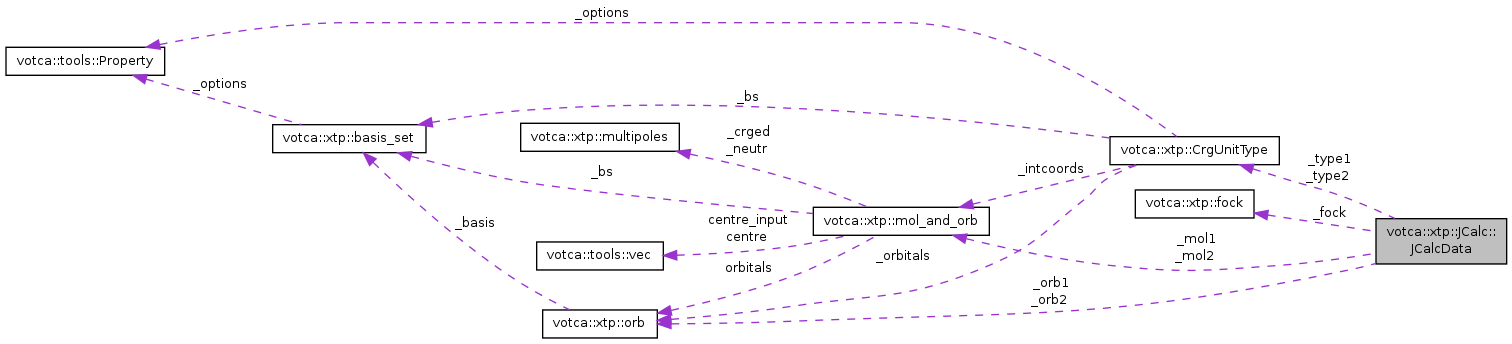 _options
votca::tools::Property
_options
_bs
votca::xtp::basis_set
votca::xtp::multipoles
_crged
_neutr
votca::xtp::CrgUnitType
_type1
_type2
_intcoords
_bs
votca::xtp::fock
_fock
_basis
centre_input
centre
votca::xtp::mol_and_orb
votca::xtp::JCalc::
JCalcData
_mol1
_mol2
votca::tools::vec
orbitals
_orbitals
_orb1
_orb2
votca::xtp::orb